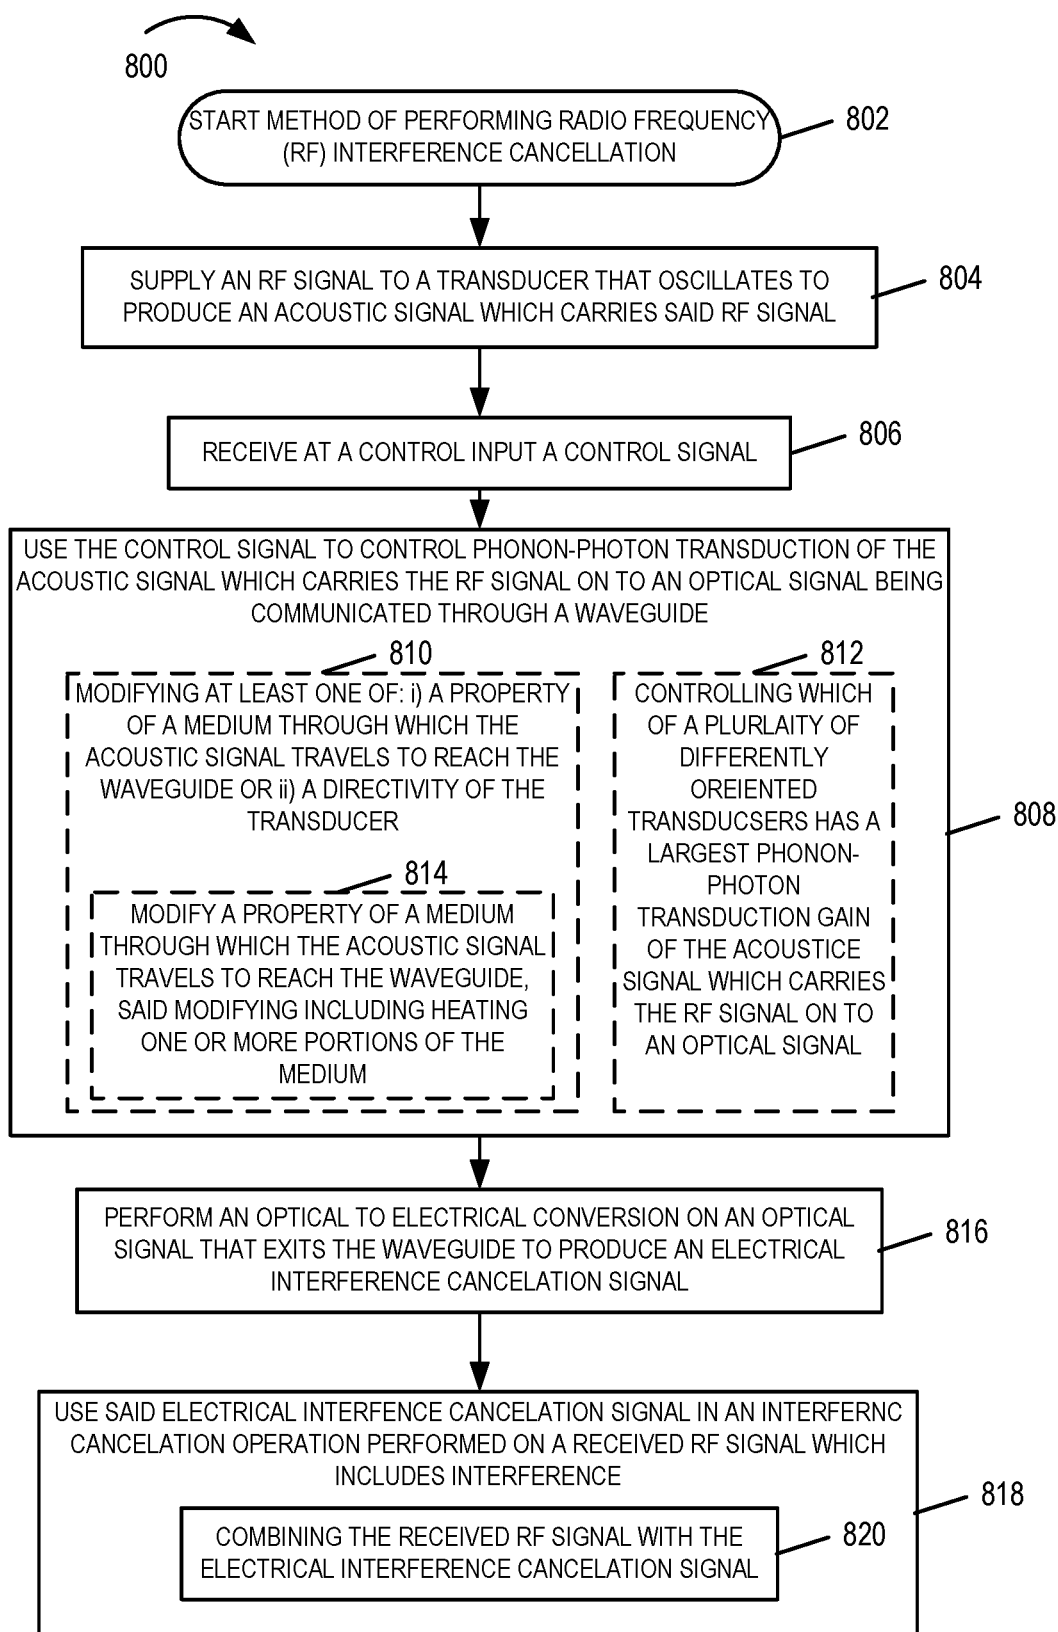 800
START METHOD OF PERFORMING RADIO FREQUENCY
(RF) INTERFERENCE CANCELLATION
802
SUPPLY AN RF SIGNAL TO A TRANSDUCER THAT OSCILLATES TO
PRODUCE AN ACOUSTIC SIGNAL WHICH CARRIES SAID RF SIGNAL
804
RECEIVE AT A CONTROL INPUT A CONTROL SIGNAL
806
USE THE CONTROL SIGNAL TO CONTROL PHONON-PHOTON TRANSDUCTION OF THE
ACOUSTIC SIGNAL WHICH CARRIES THE RF SIGNAL ON TO AN OPTICAL SIGNAL BEING
COMMUNICATED THROUGH A WAVEGUIDE
808
810
MODIFYING AT LEAST ONE OF: i) A PROPERTY
OF A MEDIUM THROUGH WHICH THE
ACOUSTIC SIGNAL TRAVELS TO REACH THE
WAVEGUIDE OR ii) A DIRECTIVITY OF THE
TRANSDUCER
814
MODIFY A PROPERTY OF A MEDIUM
THROUGH WHICH THE ACOUSTIC SIGNAL
TRAVELS TO REACH THE WAVEGUIDE,
SAID MODIFYING INCLUDING HEATING
ONE OR MORE PORTIONS OF THE
MEDIUM
812
CONTROLLING WHICH
OF A PLURLAITY OF
DIFFERENTLY
OREIENTED
TRANSDUCSERS HAS A
LARGEST PHONON-
PHOTON
TRANSDUCTION GAIN
OF THE ACOUSTICE
SIGNAL WHICH CARRIES
THE RF SIGNAL ON TO
AN OPTICAL SIGNAL
PERFORM AN OPTICAL TO ELECTRICAL CONVERSION ON AN OPTICAL
SIGNAL THAT EXITS THE WAVEGUIDE TO PRODUCE AN ELECTRICAL
INTERFERENCE CANCELATION SIGNAL
816
USE SAID ELECTRICAL INTERFENCE CANCELATION SIGNAL IN AN INTERFERNC
CANCELATION OPERATION PERFORMED ON A RECEIVED RF SIGNAL WHICH
INCLUDES INTERFERENCE
818
COMBINING THE RECEIVED RF SIGNAL WITH THE
ELECTRICAL INTERFERENCE CANCELATION SIGNAL
820